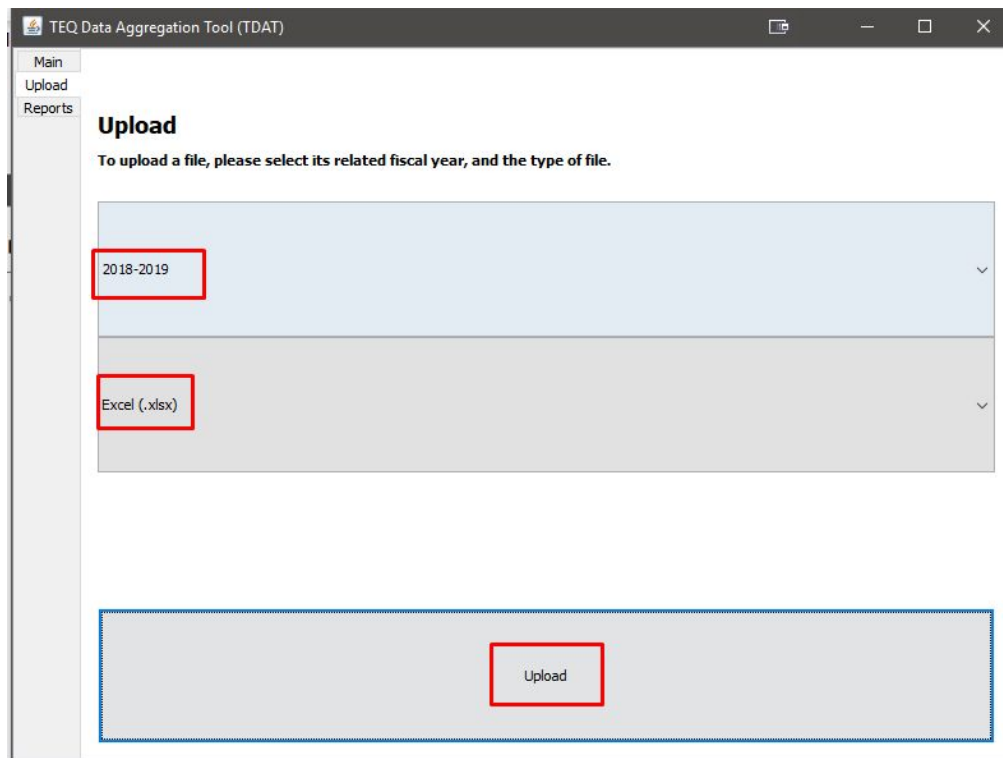 TEQ Data Aggregation Tool (TDAT)
Main
Upload
Reports
Upload
To upload a file, please select its related fiscal year, and the type of file.
2018-2019
Excel (.xlsx)
Upload